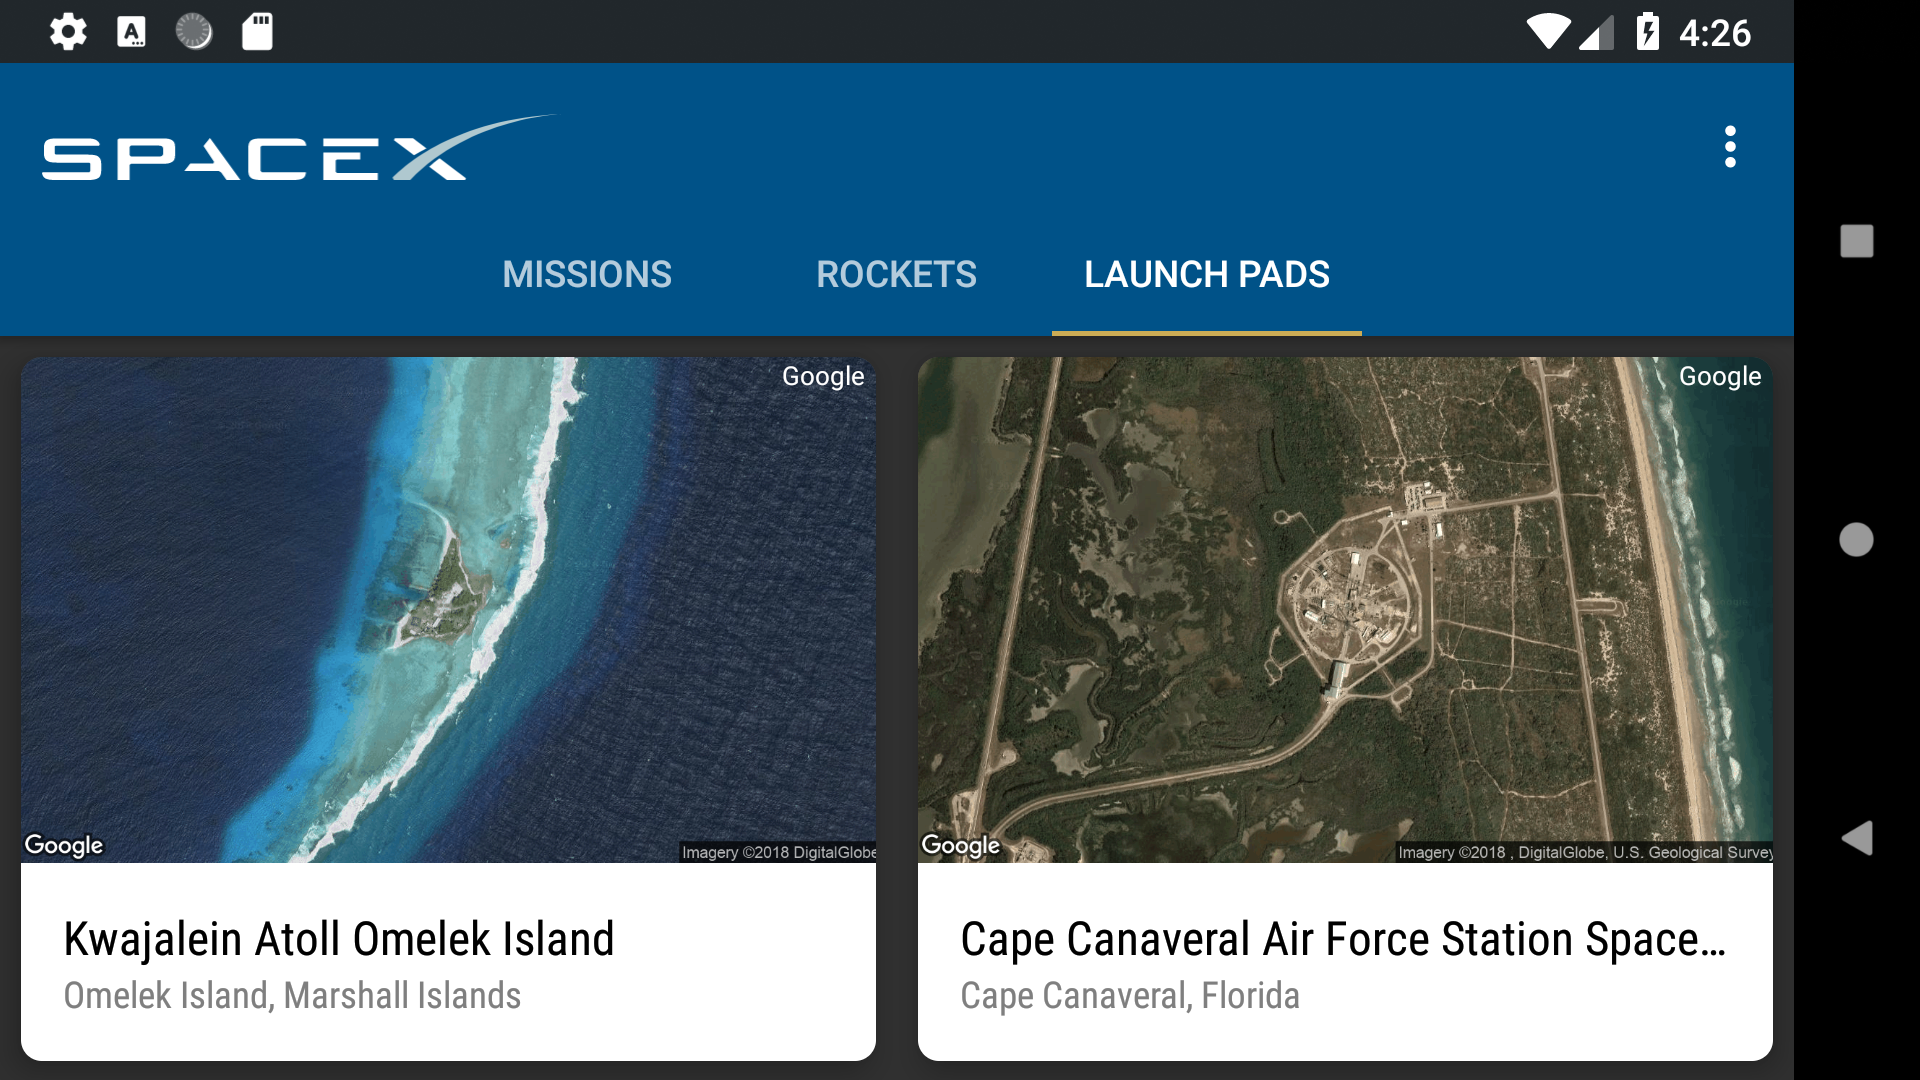 4:26
SPACEX
MISSIONS ROCKETS LAUNCH PADS
Google
Google
Imagery ©2018 DigitalGlobe
Kwajalein Atoll Omelek Island
Omelek Island, Marshall Islands
Google
Google
Imagery ©2018 , DigitalGlobe, U.S. Geological Survey
Cape Canaveral Air Force Station Space...
Cape Canaveral, Florida